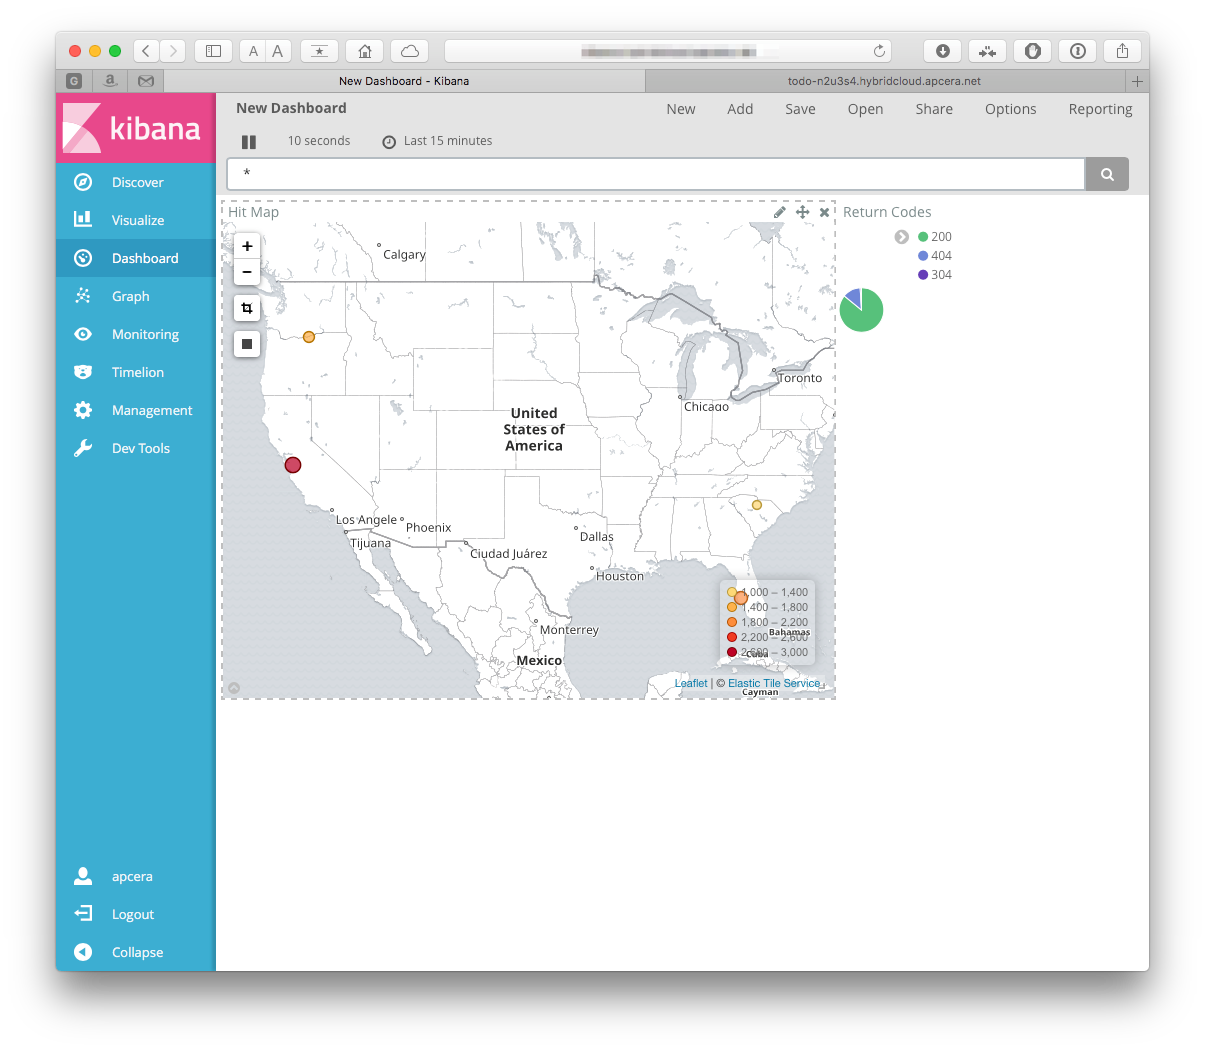 A A
G a New Dashboard - Kibana todo-n2u3s4.hybridcloud.apcera.net +
kibana
New Dashboard New Add Save Open Share Options Reporting
10 seconds Last 15 minutes
*
Discover
Visualize
Dashboard
Graph
Monitoring
Timelion
Management
Dev Tools
apcera
Logout
Collapse
Hit Map
+
−
Calgary
Toronto
Chicago
United
States of
America
Los Angele
Phoenix
Tijuana
Dallas
Ciudad Juárez
Houston
Monterrey
Mexico
1,000 – 1,400
1,400 – 1,800
1,800 – 2,200
Bahamas
2,200 – 2,600
Cuba
2,600 – 3,000
Leaflet | © Elastic Tile Service
Cayman
Return Codes
200
404
304